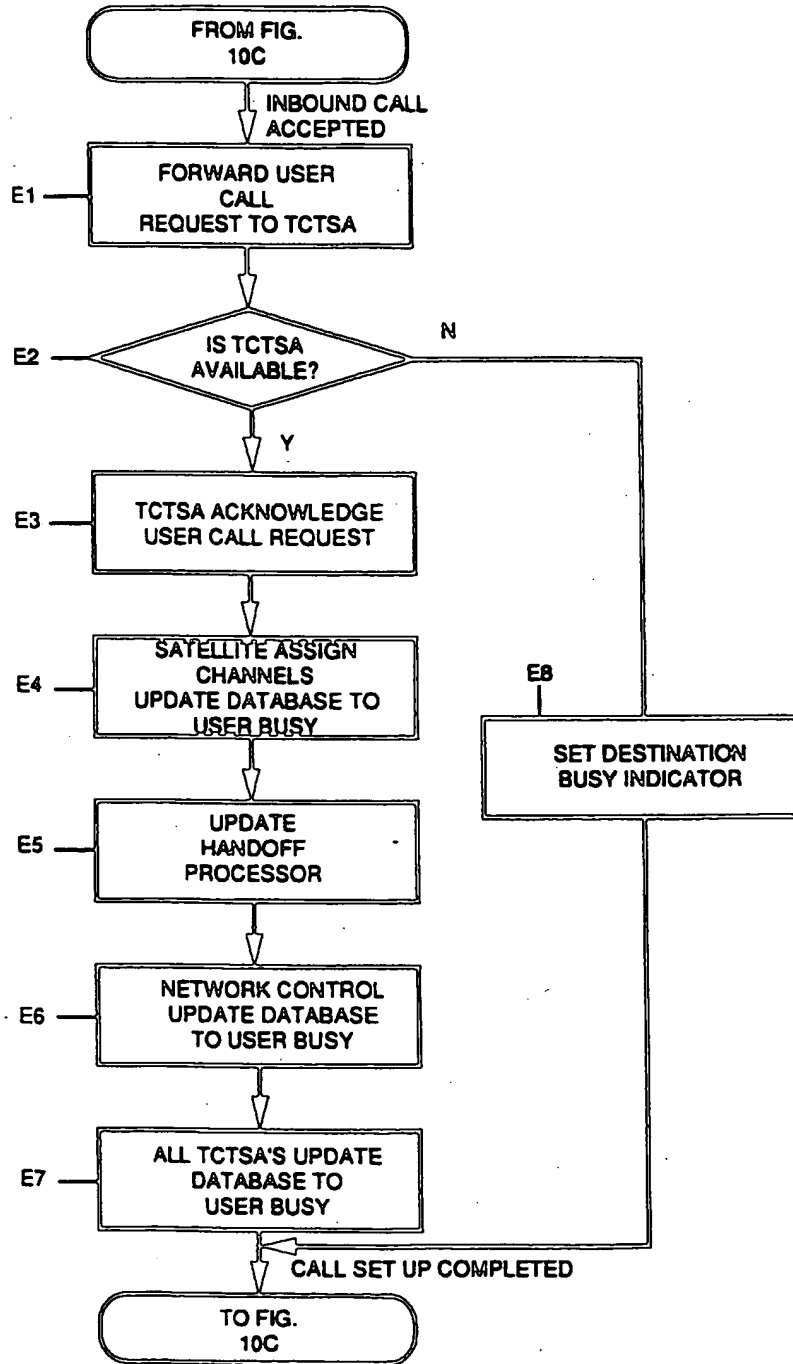 FROM FIG.
10C
INBOUND CALL
ACCEPTED
E1
FORWARD USER
CALL
REQUEST TO TCTSA
E2
IS TCTSA
AVAILABLE?
N
Y
E3
TCTSA ACKNOWLEDGE
USER CALL REQUEST
E4
SATELLITE ASSIGN
CHANNELS
UPDATE DATABASE TO
USER BUSY
E8
SET DESTINATION
BUSY INDICATOR
E5
UPDATE
HANDOFF
PROCESSOR
E6
NETWORK CONTROL
UPDATE DATABASE
TO USER BUSY
E7
ALL TCTSA'S UPDATE
DATABASE TO
USER BUSY
CALL SET UP COMPLETED
TO FIG.
10C